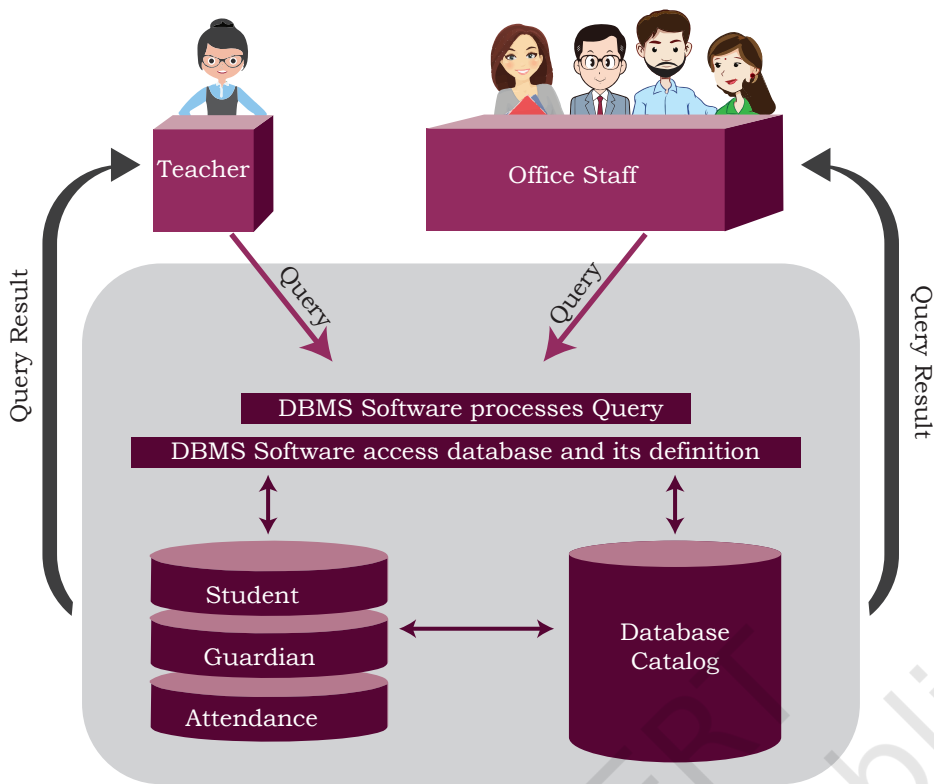 Teacher
Office Staff
Query
Query
Query Result
Query Result
DBMS Software processes Query
DBMS Software access database and its definition
Student
Guardian
Attendance
Database
Catalog